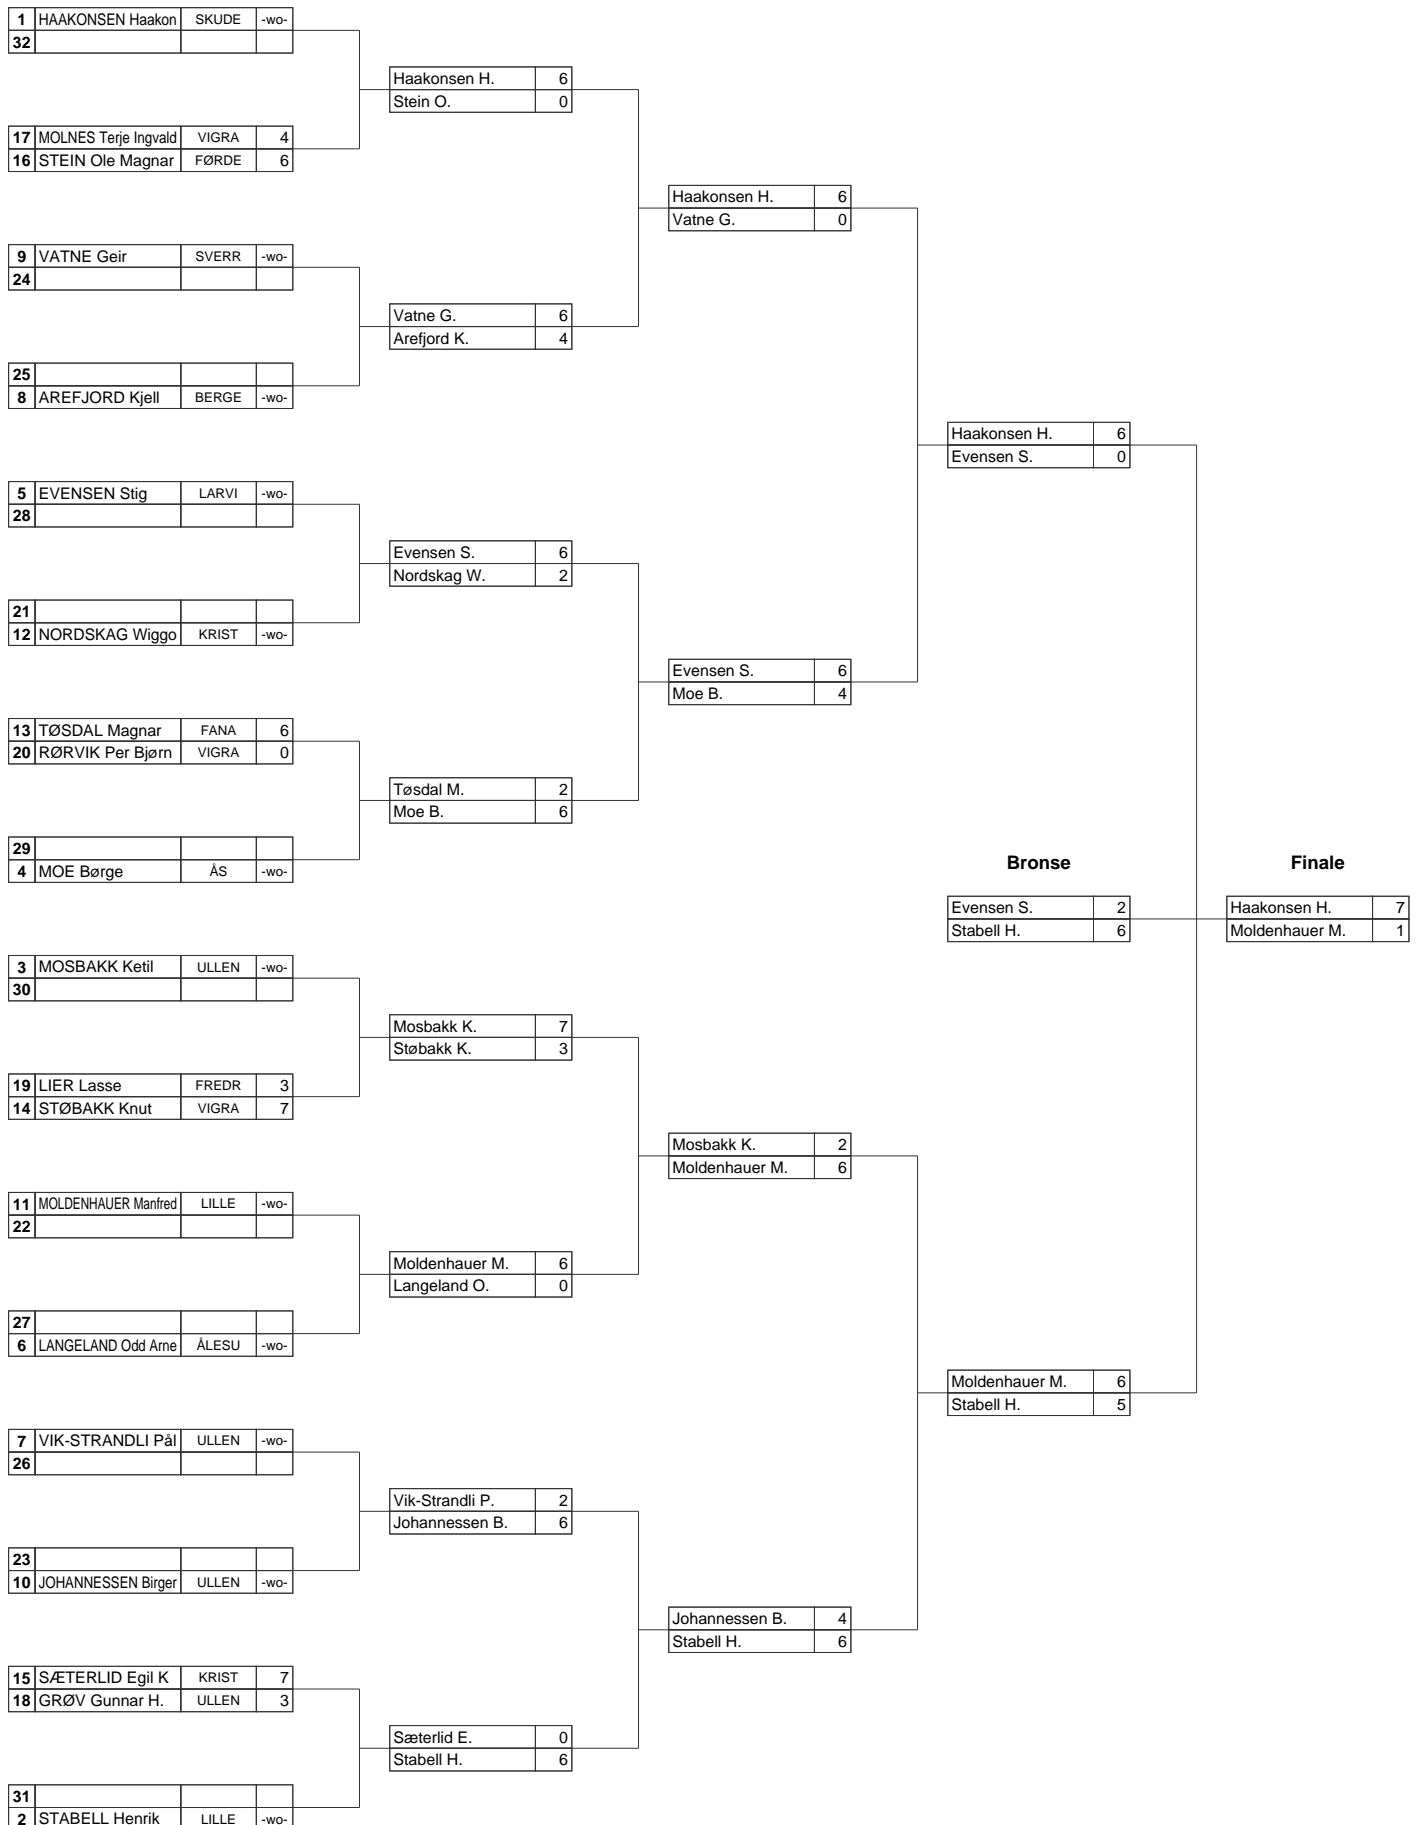 1 HAAKONSEN Haakon SKUDE -wo-
32
Haakonsen H. 6
Stein O. 0
17 MOLNES Terje Ingvald VIGRA 4
16 STEIN Ole Magnar FØRDE 6
Haakonsen H. 6
Vatne G. 0
9 VATNE Geir SVERR -wo-
24
Vatne G. 6
Arefjord K. 4
25
8 AREFJORD Kjell BERGE -wo-
Haakonsen H. 6
Evensen S. 0
5 EVENSEN Stig LARVI -wo-
28
Evensen S. 6
Nordskag W. 2
21
12 NORDSKAG Wiggo KRIST -wo-
Evensen S. 6
Moe B. 4
13 TØSDAL Magnar FANA 6
20 RØRVIK Per Bjørn VIGRA 0
Tøsdal M. 2
Moe B. 6
29
4 MOE Børge ÅS -wo-
Bronse Finale
Evensen S. 2 Haakonsen H. 7
Stabell H. 6 Moldenhauer M. 1
3 MOSBAKK Ketil ULLEN -wo-
30
Mosbakk K. 7
Støbakk K. 3
19 LIER Lasse FREDR 3
14 STØBAKK Knut VIGRA 7
Mosbakk K. 2
Moldenhauer M. 6
11 MOLDENHAUER Manfred LILLE -wo-
22
Moldenhauer M. 6
Langeland O. 0
27
6 LANGELAND Odd Arne ÅLESU -wo-
Moldenhauer M. 6
Stabell H. 5
7 VIK-STRANDLI Pål ULLEN -wo-
26
Vik-Strandli P. 2
Johannessen B. 6
23
10 JOHANNESSEN Birger ULLEN -wo-
Johannessen B. 4
Stabell H. 6
15 SÆTERLID Egil K KRIST 7
18 GRØV Gunnar H. ULLEN 3
Sæterlid E. 0
Stabell H. 6
31
2 STABELL Henrik LILLE -wo-